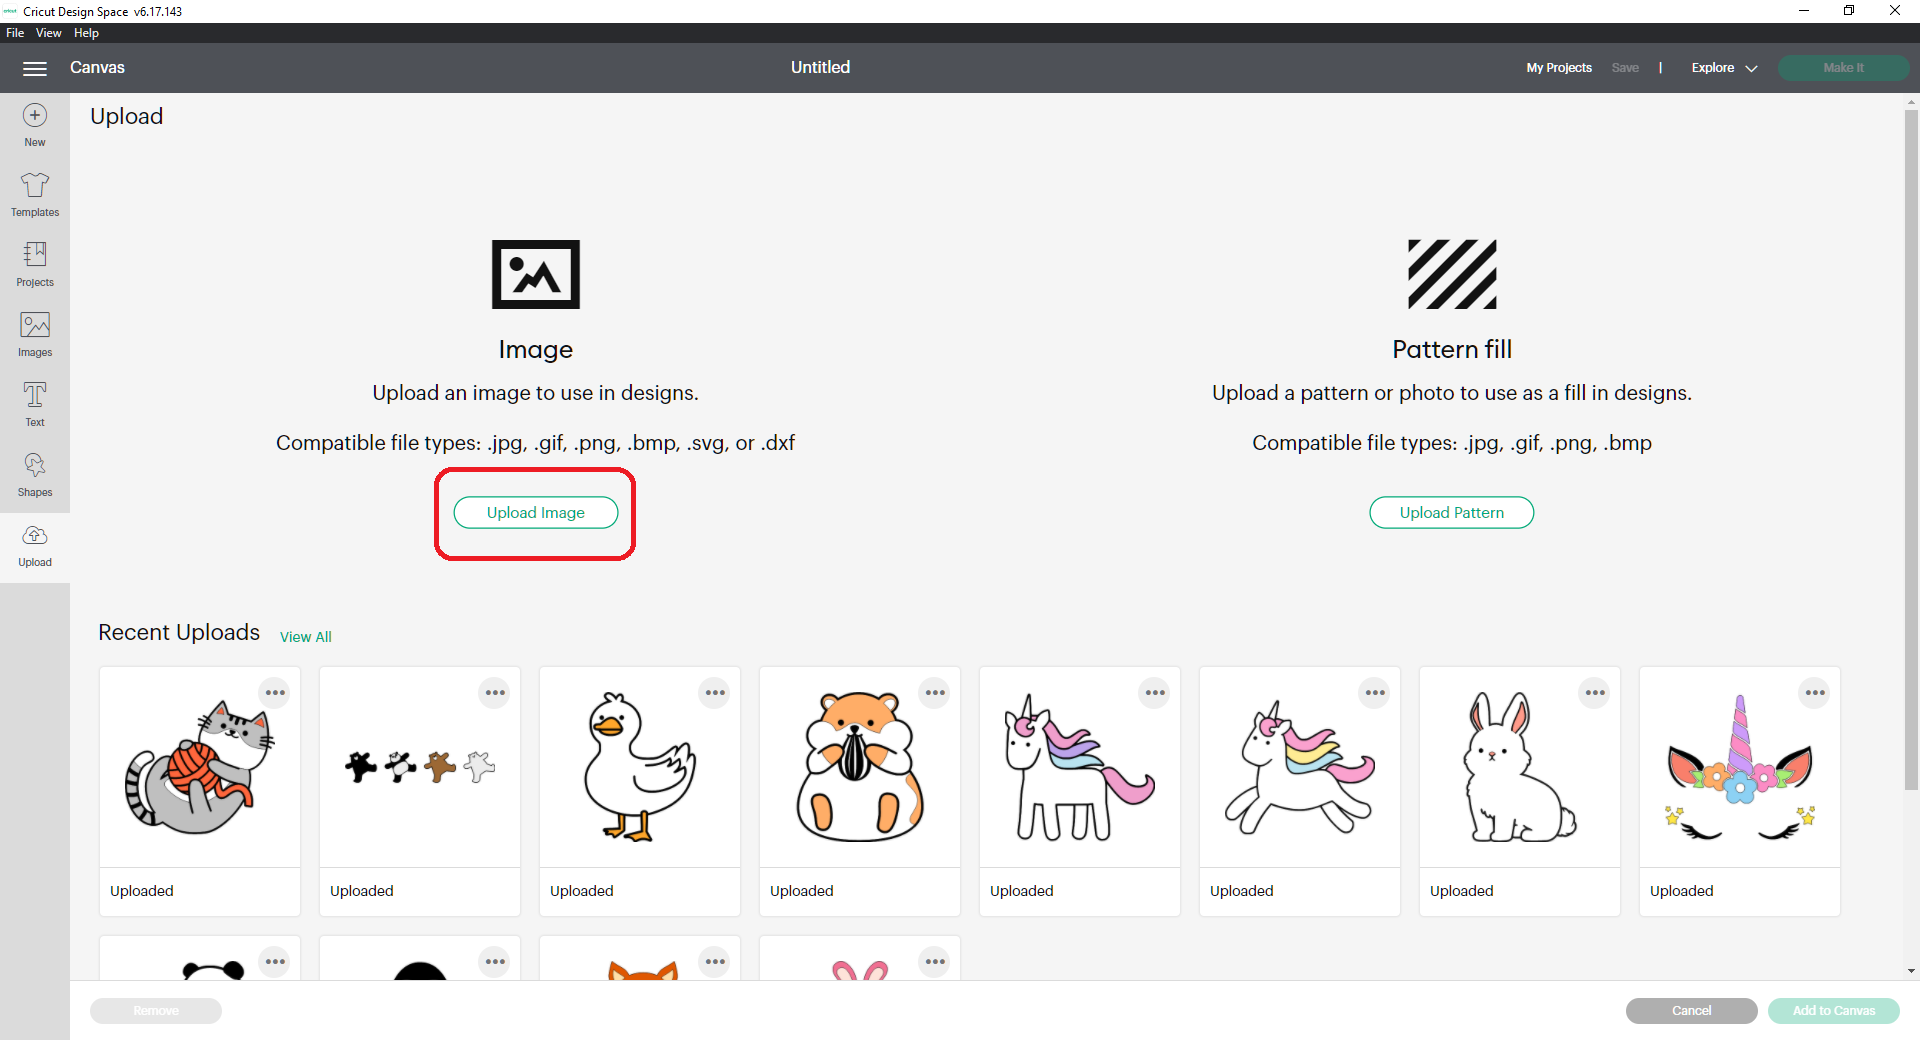 cricut Cricut Design Space v6.17.143
File View Help
Canvas Untitled My Projects Save | Explore Make It
Upload
New
Templates
Projects
Images
Text
Shapes
Upload
Image
Upload an image to use in designs.
Compatible file types: .jpg, .gif, .png, .bmp, .svg, or .dxf
Upload Image
Pattern fill
Upload a pattern or photo to use as a fill in designs.
Compatible file types: .jpg, .gif, .png, .bmp
Upload Pattern
Recent Uploads View All
Uploaded Uploaded Uploaded Uploaded Uploaded Uploaded Uploaded Uploaded
Remove Cancel Add to Canvas